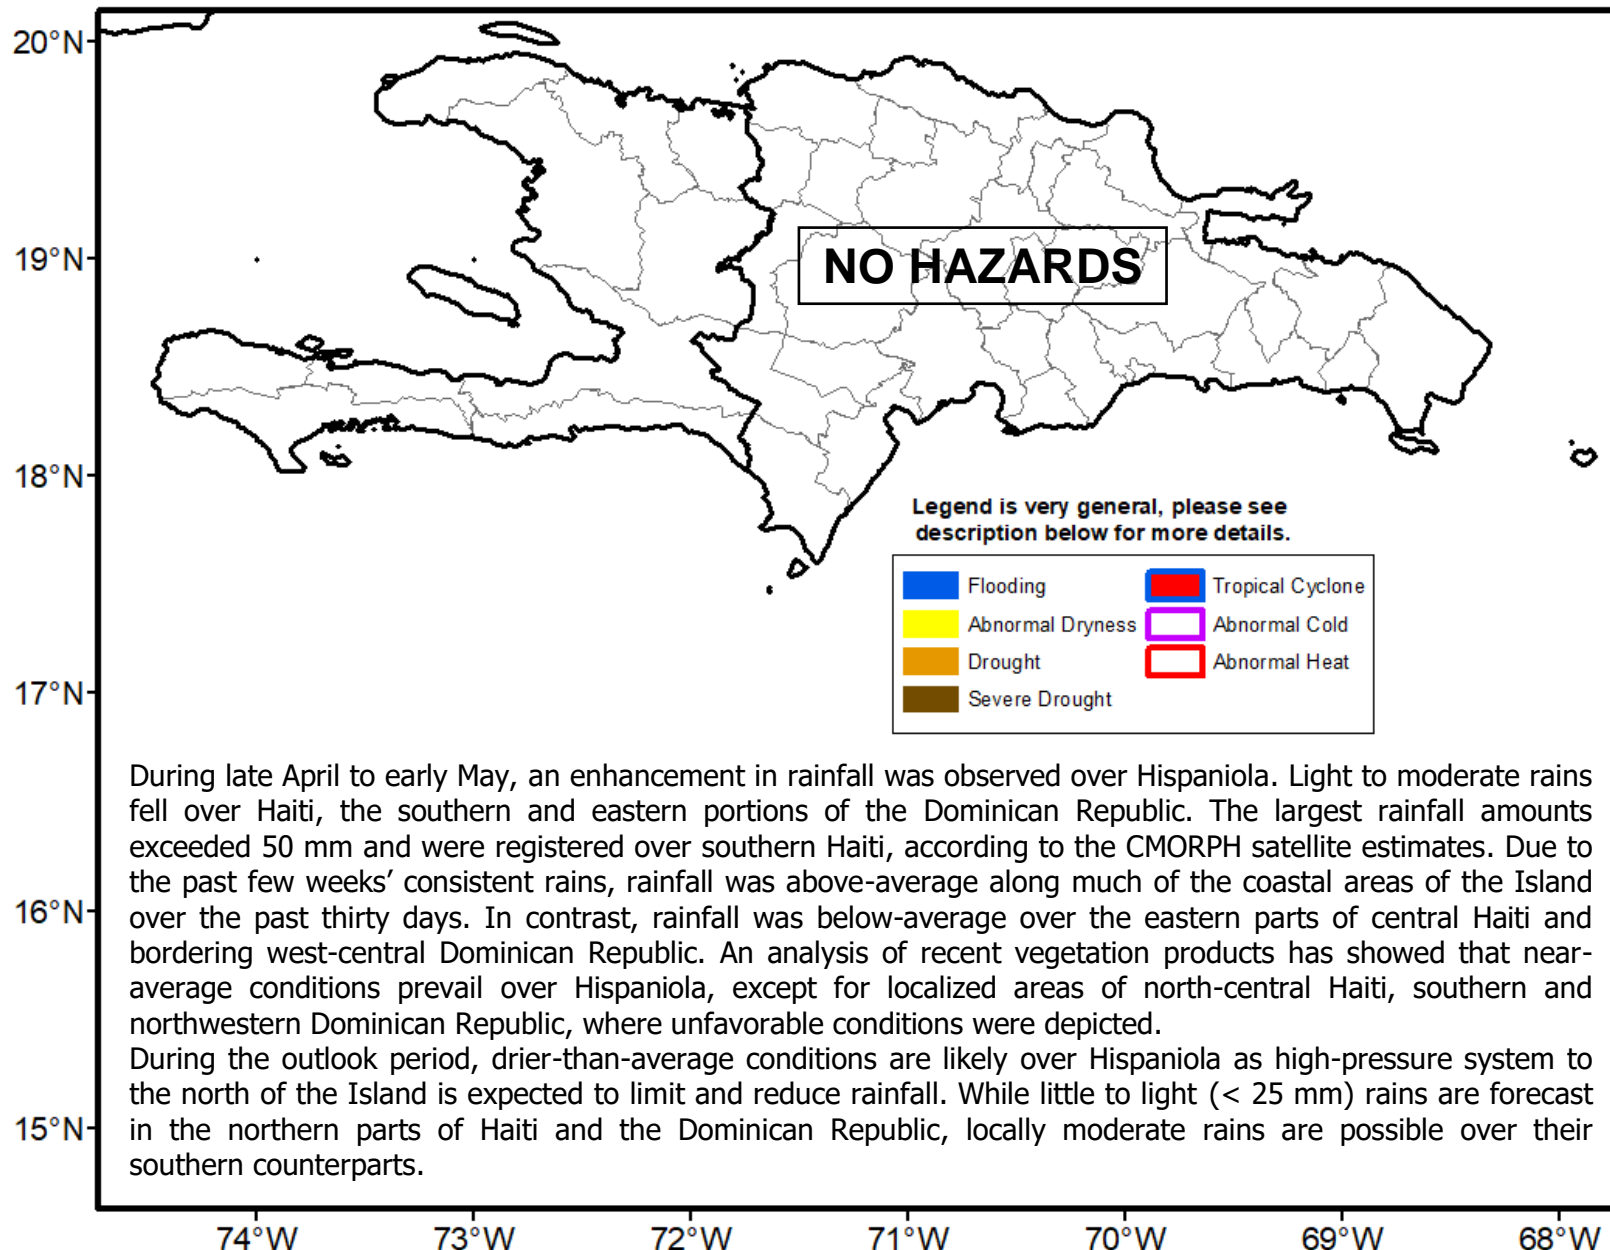 20°N
19°N
18°N
17°N
16°N
15°N
NO HAZARDS
Legend is very general, please see
description below for more details.
Flooding
Tropical Cyclone
Abnormal Dryness
Abnormal Cold
Drought
Abnormal Heat
Severe Drought
During late April to early May, an enhancement in rainfall was observed over Hispaniola. Light to moderate rains
fell over Haiti, the southern and eastern portions of the Dominican Republic. The largest rainfall amounts
exceeded 50 mm and were registered over southern Haiti, according to the CMORPH satellite estimates. Due to
the past few weeks’ consistent rains, rainfall was above-average along much of the coastal areas of the Island
over the past thirty days. In contrast, rainfall was below-average over the eastern parts of central Haiti and
bordering west-central Dominican Republic. An analysis of recent vegetation products has showed that near-
average conditions prevail over Hispaniola, except for localized areas of north-central Haiti, southern and
northwestern Dominican Republic, where unfavorable conditions were depicted.
During the outlook period, drier-than-average conditions are likely over Hispaniola as high-pressure system to
the north of the Island is expected to limit and reduce rainfall. While little to light (< 25 mm) rains are forecast
in the northern parts of Haiti and the Dominican Republic, locally moderate rains are possible over their
southern counterparts.
74°W
73°W
72°W
71°W
70°W
69°W
68°W